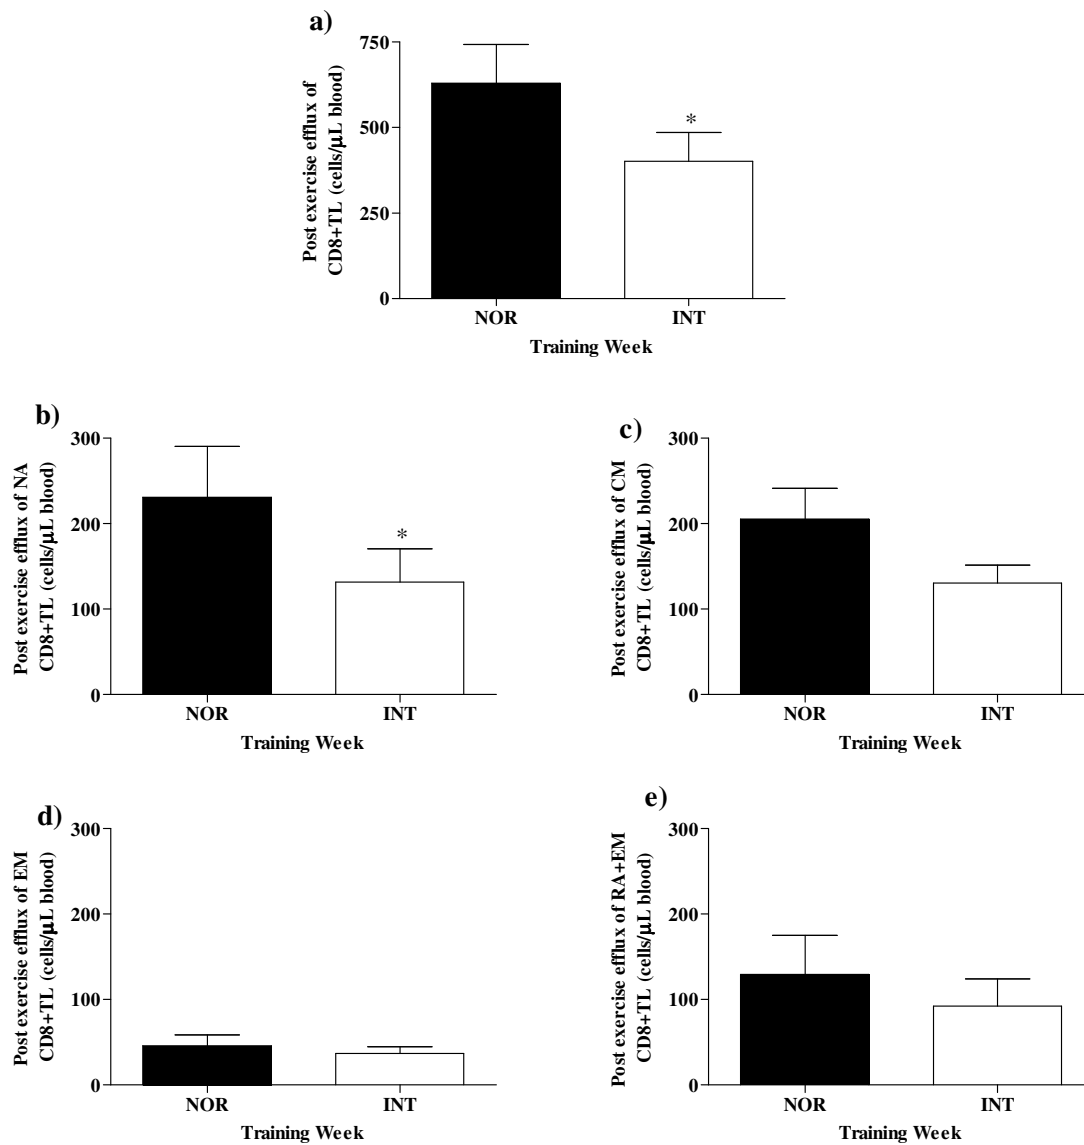 a)
Post exercise efflux of
CD8+TL (cells/μL blood)
750
500
250
0
*
NOR INT
Training Week
b)
Post exercise efflux of NA
CD8+TL (cells/μL blood)
300
200
100
0
*
NOR INT
Training Week
c)
Post exercise efflux of CM
CD8+TL (cells/μL blood)
300
200
100
0
NOR INT
Training Week
d)
Post exercise efflux of EM
CD8+TL (cells/μL blood)
300
200
100
0
NOR INT
Training Week
e)
Post exercise efflux of RA+EM
CD8+TL (cells/μL blood)
300
200
100
0
NOR INT
Training Week